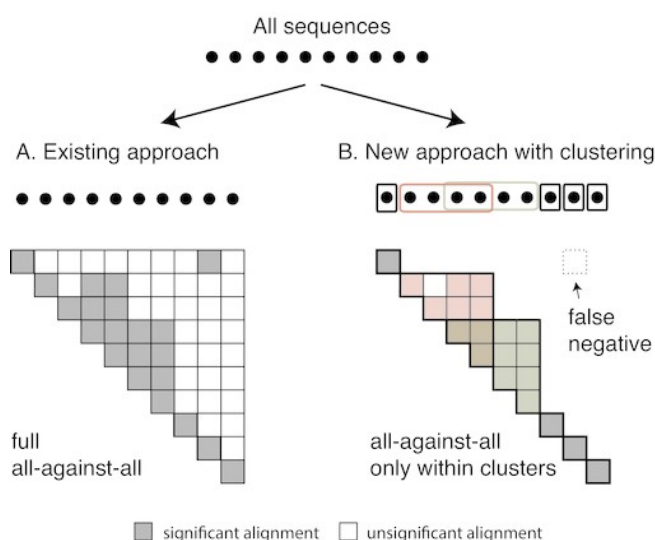 All sequences
A. Existing approach
B. New approach with clustering
false
negative
full
all-against-all
all-against-all
only within clusters
significant alignment
unsignificant alignment